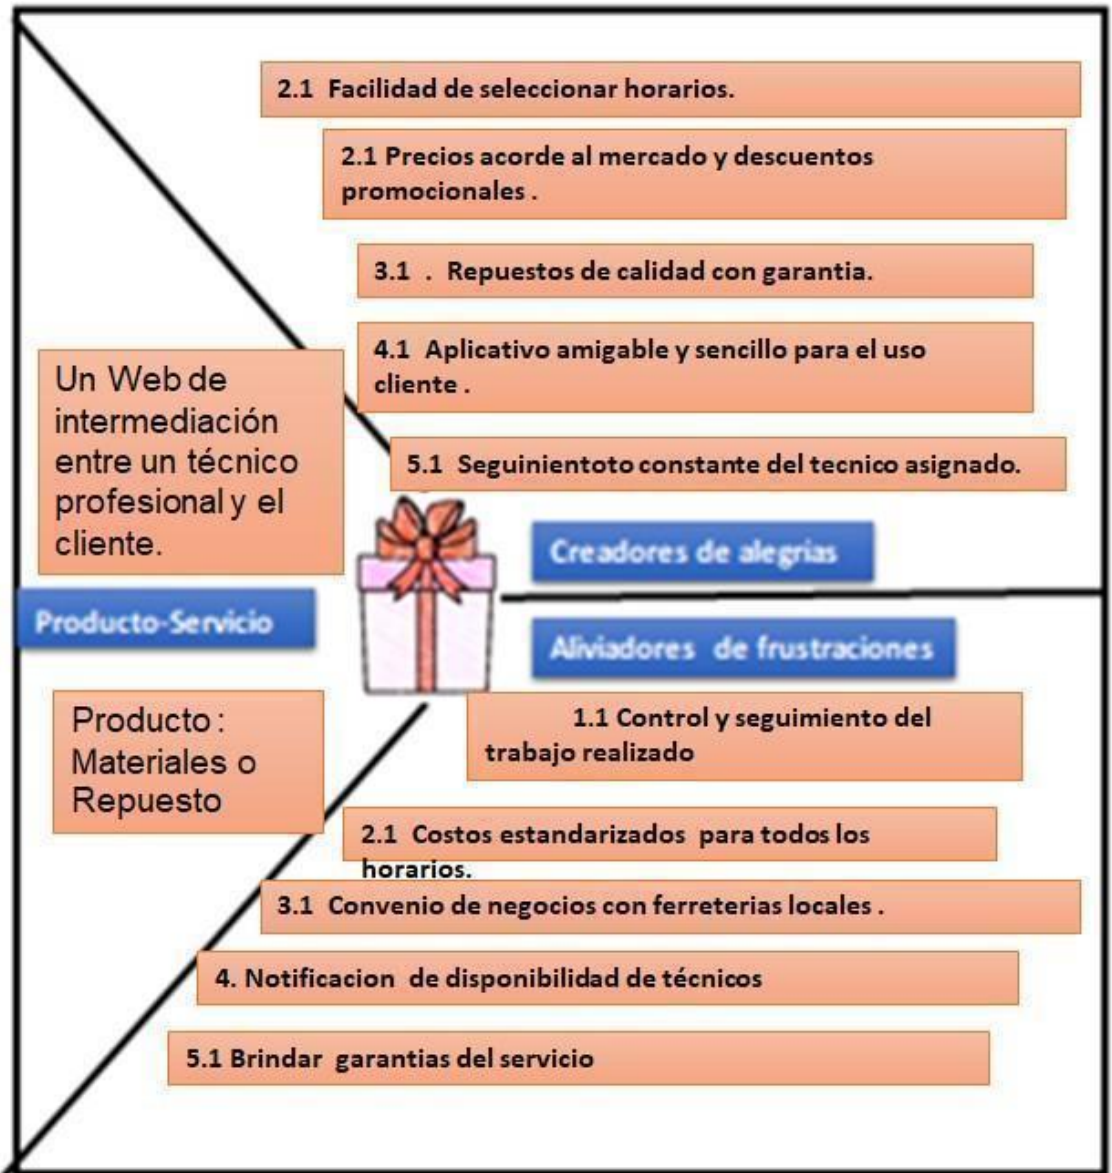 2.1 Facilidad de seleccionar horarios.
2.1 Precios acorde al mercado y descuentos
promocionales .
3.1 . Repuestos de calidad con garantia.
4.1 Aplicativo amigable y sencillo para el uso
cliente .
5.1 Seguinientoto constante del tecnico asignado.
Un Web de
intermediación
entre un técnico
profesional y el
cliente.
Creadores de alegrias
Producto-Servicio
Aliviadores de frustraciones
Producto :
Materiales o
Repuesto
1.1 Control y seguimiento del
trabajo realizado
2.1 Costos estandarizados para todos los
horarios.
3.1 Convenio de negocios con ferreterias locales .
4. Notificacion de disponibilidad de técnicos
5.1 Brindar garantias del servicio